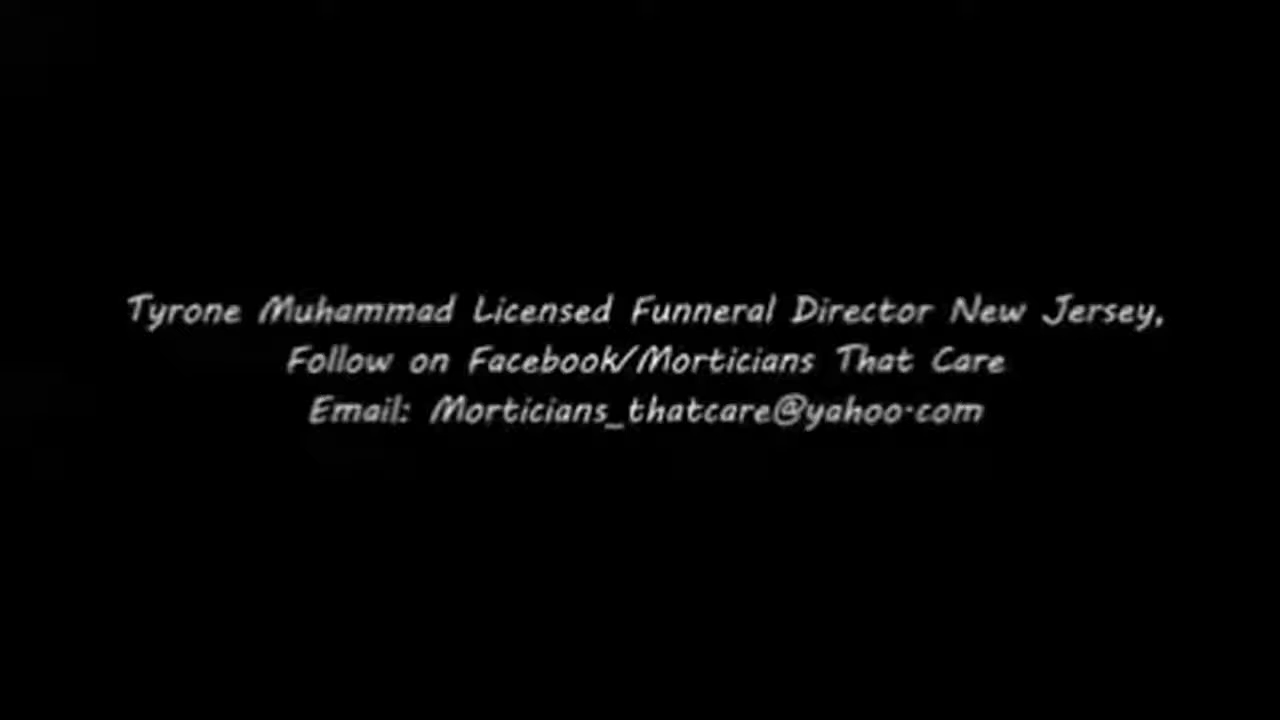 Tyrone Muhammad Licensed Funneral Director New Jersey,
Follow on Facebook/Morticians That Care
Email: Morticians_thatcare@yahoo.com